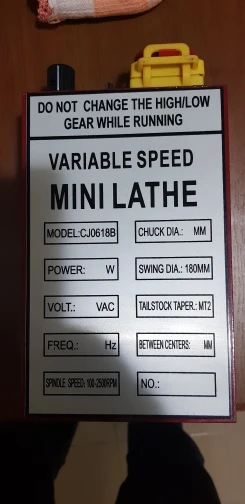 DO NOT CHANGE THE HIGH/LOW
GEAR WHILE RUNNING
VARIABLE SPEED
MINI LATHE
MODEL:CJ0618B CHUCK DIA.: MM
POWER: W SWING DIA.: 180MM
VOLT.: VAC TAILSTOCK TAPER.: MT2
FREQ.: Hz BETWEEN CENTERS: MM
SPINDLE SPEED: 100-2500RPM NO.: